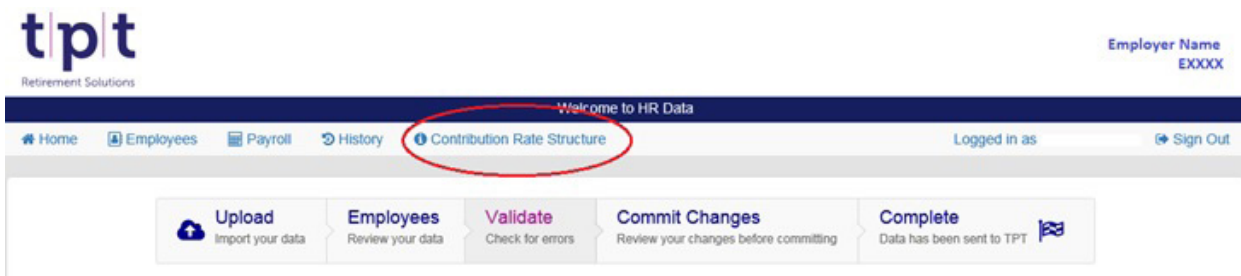 t|p|t
Retirement Solutions
Employer Name
EXXXX
Welcome to HR Data
Home Employees Payroll History Contribution Rate Structure Logged in as Sign Out
Upload Employees Validate Commit Changes Complete
Import your data Review your data Check for errors Review your changes before committing Data has been sent to TPT